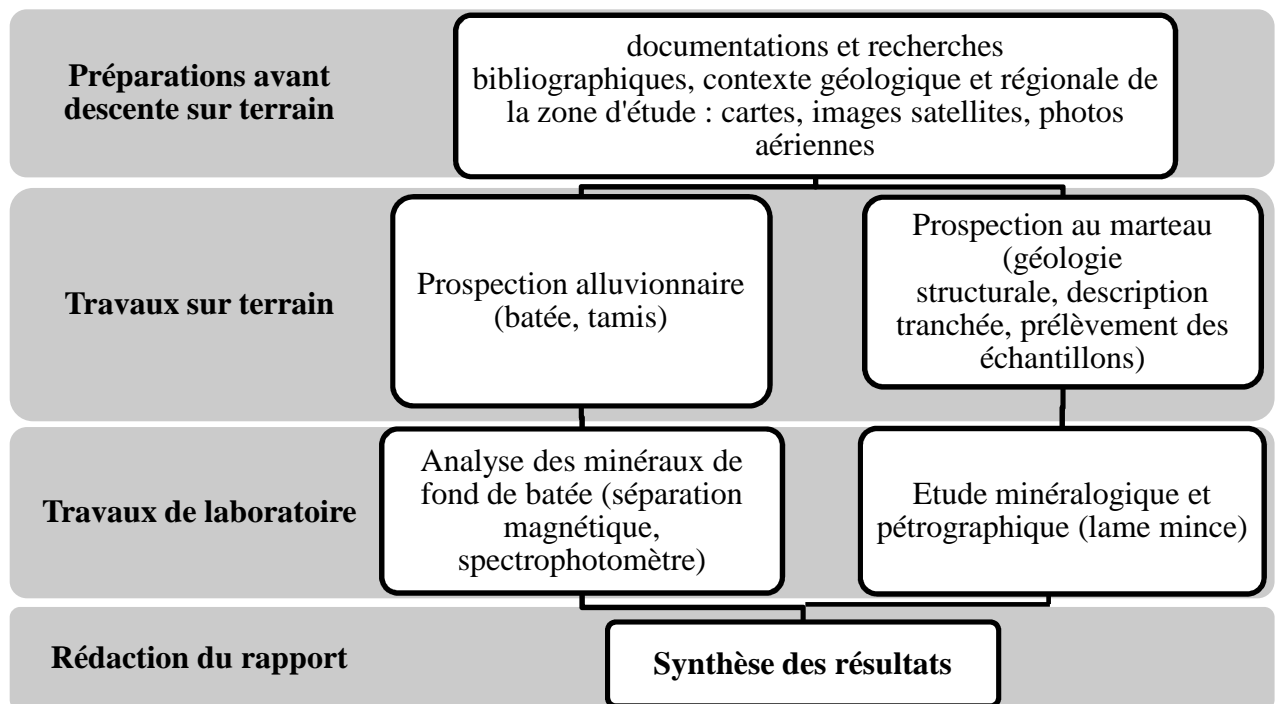 Préparations avant
descente sur terrain
documentations et recherches
bibliographiques, contexte géologique et régionale de
la zone d'étude : cartes, images satellites, photos
aériennes
Travaux sur terrain
Prospection alluvionnaire
(batée, tamis)
Prospection au marteau
(géologie
structurale, description
tranchée, prélèvement des
échantillons)
Travaux de laboratoire
Analyse des minéraux de
fond de batée (séparation
magnétique,
spectrophotomètre)
Etude minéralogique et
pétrographique (lame mince)
Rédaction du rapport
Synthèse des résultats